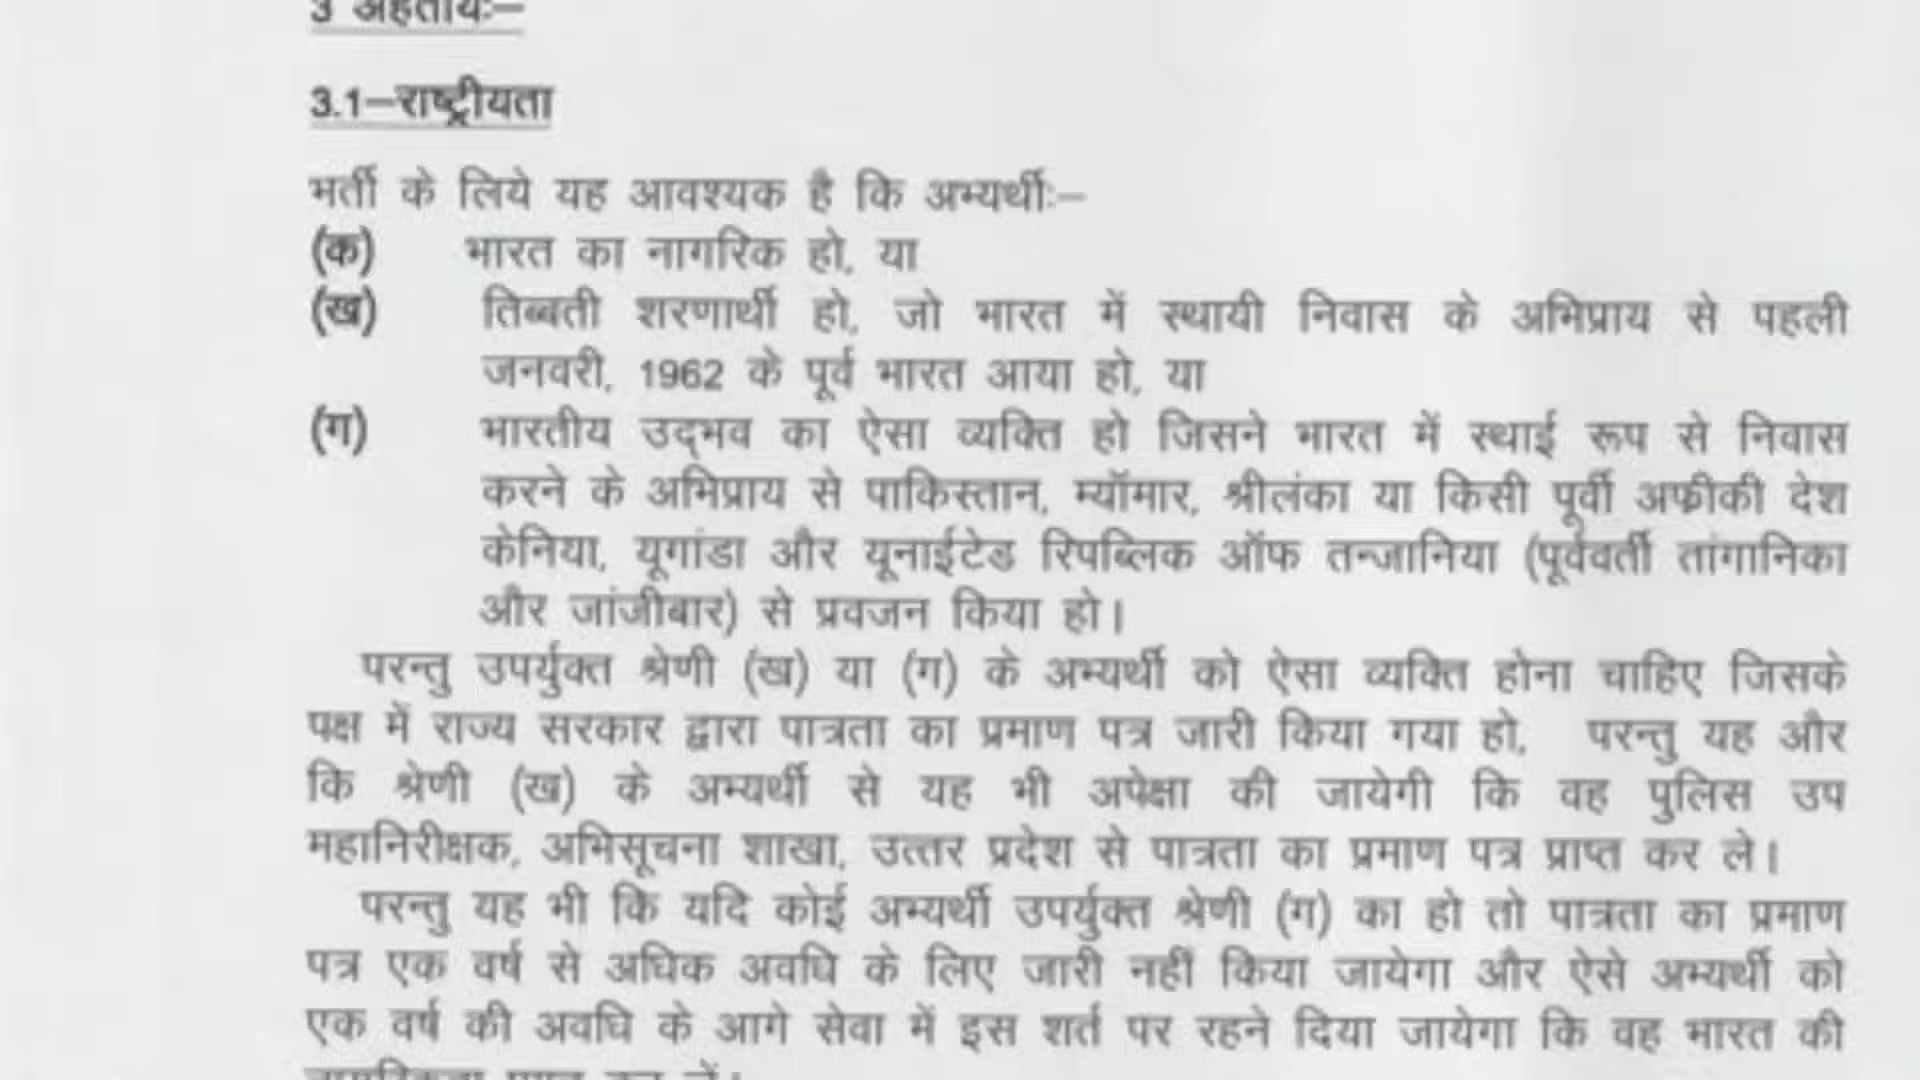 3 अर्हतायेंः–
3.1–राष्ट्रीयता
भर्ती के लिये यह आवश्यक है कि अभ्यर्थीः–
(क) भारत का नागरिक हो, या
(ख) तिब्बती शरणार्थी हो, जो भारत में स्थायी निवास के अभिप्राय से पहली
जनवरी, 1962 के पूर्व भारत आया हो, या
(ग) भारतीय उद्भव का ऐसा व्यक्ति हो जिसने भारत में स्थाई रूप से निवास
करने के अभिप्राय से पाकिस्तान, म्यॉमार, श्रीलंका या किसी पूर्वी अफ्रीकी देश
केनिया, यूगांडा और यूनाईटेड रिपब्लिक ऑफ तन्जानिया (पूर्ववर्ती तांगानिका
और जांजीबार) से प्रवजन किया हो।
परन्तु उपर्युक्त श्रेणी (ख) या (ग) के अभ्यर्थी को ऐसा व्यक्ति होना चाहिए जिसके
पक्ष में राज्य सरकार द्वारा पात्रता का प्रमाण पत्र जारी किया गया हो, परन्तु यह और
कि श्रेणी (ख) के अभ्यर्थी से यह भी अपेक्षा की जायेगी कि वह पुलिस उप
महानिरीक्षक, अभिसूचना शाखा, उत्तर प्रदेश से पात्रता का प्रमाण पत्र प्राप्त कर ले।
परन्तु यह भी कि यदि कोई अभ्यर्थी उपर्युक्त श्रेणी (ग) का हो तो पात्रता का प्रमाण
पत्र एक वर्ष से अधिक अवधि के लिए जारी नहीं किया जायेगा और ऐसे अभ्यर्थी को
एक वर्ष की अवधि के आगे सेवा में इस शर्त पर रहने दिया जायेगा कि वह भारत की